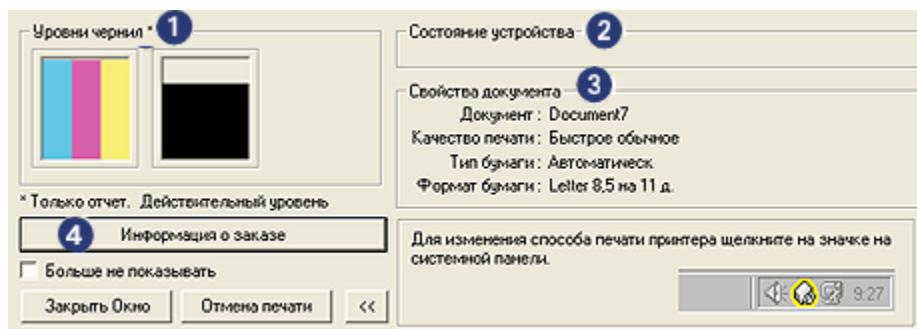 Уровни чернил * 1
* Только отчет. Действительный уровень
4 Информация о заказе
Больше не показывать
Закрыть Окно Отмена печати <<
Состояние устройства 2
Свойства документа 3
Документ : Document7
Качество печати : Быстрое обычное
Тип бумаги : Автоматическ
Формат бумаги : Letter 8,5 на 11 д.
Для изменения способа печати принтера щелкните на значке на
системной панели.
9:27